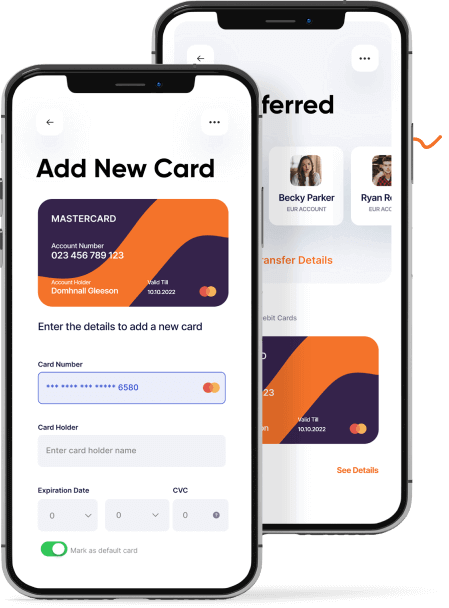 Add New Card
MASTERCARD
Account Number
023 456 789 123
Account Holder
Domhnall Gleeson
Valid Till
10.10.2022
Enter the details to add a new card
Card Number
*** **** *** ***** 6580
Card Holder
Enter card holder name
Expiration Date
CVC
0
0
0
Mark as default card
ferred
Becky Parker
EUR ACCOUNT
Ryan R
EUR ACC
ransfer Details
ebit Cards
D
23
an
Valid Till
10.10.2022
See Details